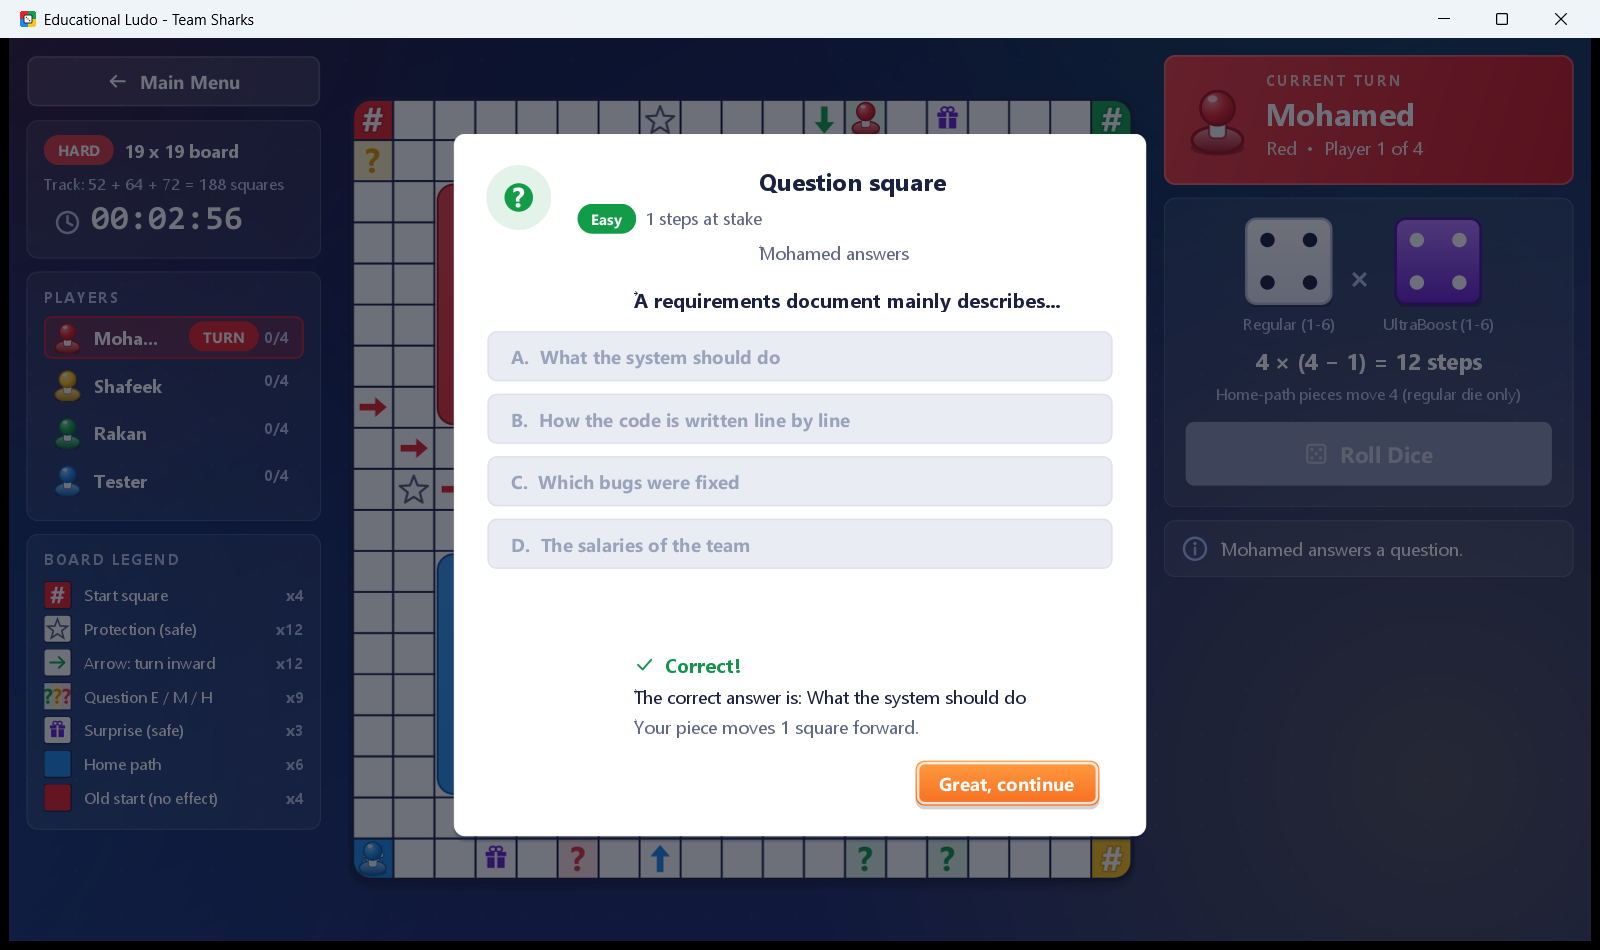 Educational Ludo - Team Sharks
Main Menu
HARD 19 x 19 board
Track: 52 + 64 + 72 = 188 squares
00:02:56
PLAYERS
Moha... TURN 0/4
Shafeek 0/4
Rakan 0/4
Tester 0/4
BOARD LEGEND
# Start square x4
Protection (safe) x12
Arrow: turn inward x12
??? Question E / M / H x9
Surprise (safe) x3
Home path x6
Old start (no effect) x4
# #
?
? ? ? #
?
Question square
Easy 1 steps at stake
Mohamed answers
A requirements document mainly describes...
A. What the system should do
B. How the code is written line by line
C. Which bugs were fixed
D. The salaries of the team
Correct!
The correct answer is: What the system should do
Your piece moves 1 square forward.
Great, continue
CURRENT TURN
Mohamed
Red • Player 1 of 4
×
Regular (1-6) UltraBoost (1-6)
4 × (4 − 1) = 12 steps
Home-path pieces move 4 (regular die only)
Roll Dice
Mohamed answers a question.